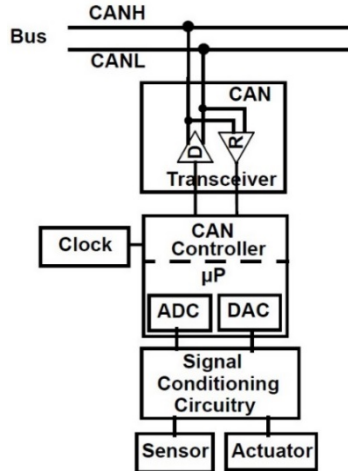 CANH
Bus
CANL
CAN
D
R
Transceiver
CAN
Controller
Clock
µP
ADC
DAC
Signal
Conditioning
Circuitry
Sensor
Actuator